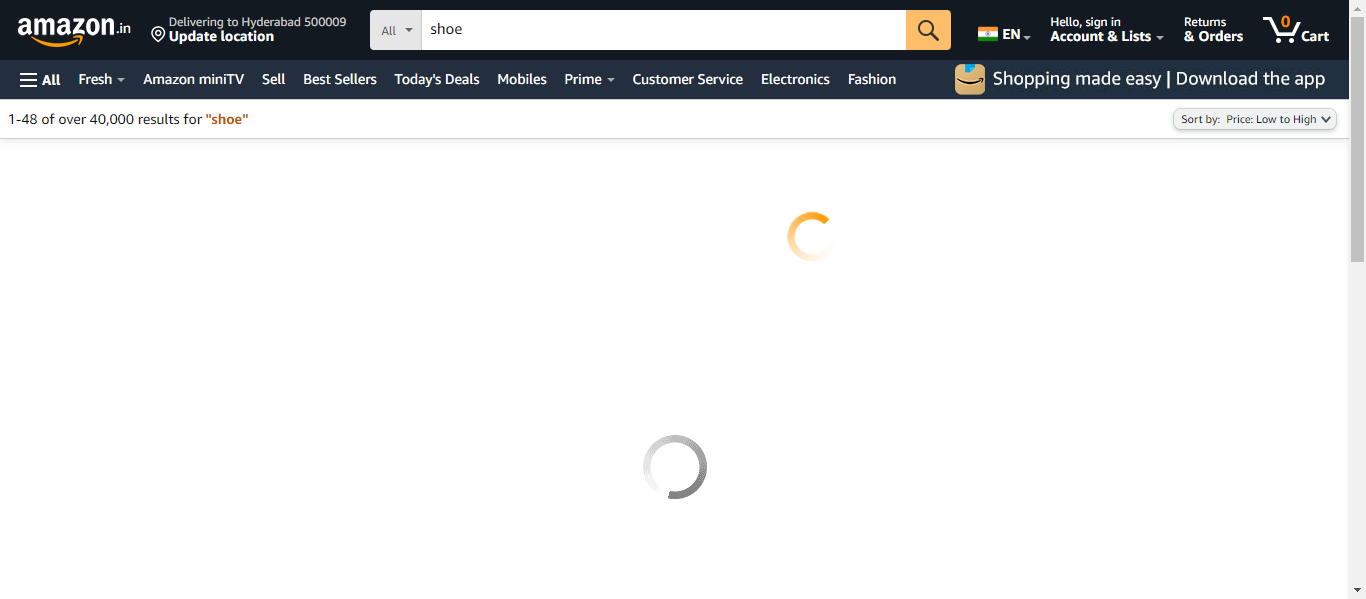 amazon.in
Delivering to Hyderabad 500009
Update location
All
shoe
EN
Hello, sign in
Account & Lists
Returns
& Orders
0
Cart
All
Fresh
Amazon miniTV
Sell
Best Sellers
Today's Deals
Mobiles
Prime
Customer Service
Electronics
Fashion
Shopping made easy | Download the app
1-48 of over 40,000 results for "shoe"
Sort by: Price: Low to High